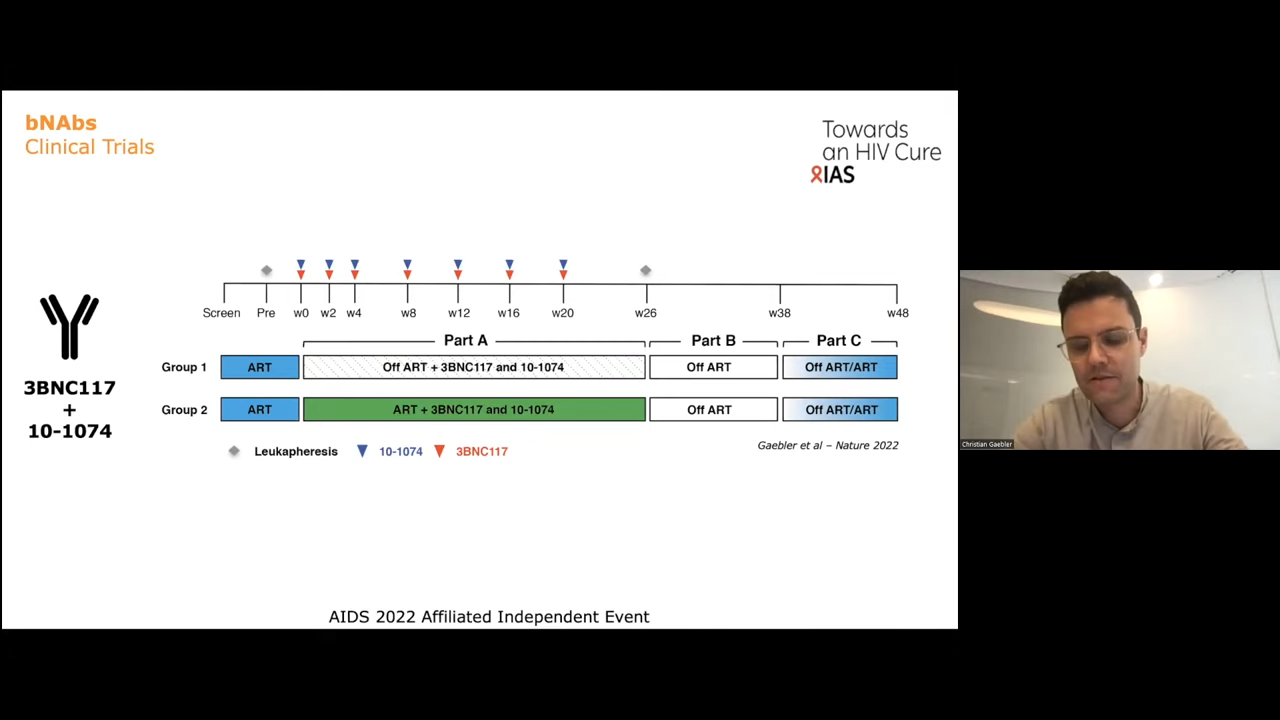 bNAbs
Clinical Trials
Towards
an HIV Cure
IAS
Screen Pre w0 w2 w4 w8 w12 w16 w20 w26 w38 w48
Part A Part B Part C
Group 1 ART Off ART + 3BNC117 and 10-1074 Off ART Off ART/ART
Group 2 ART ART + 3BNC117 and 10-1074 Off ART Off ART/ART
3BNC117
+
10-1074
Leukapheresis 10-1074 3BNC117
Gaebler et al – Nature 2022
AIDS 2022 Affiliated Independent Event
Christian Gaebler